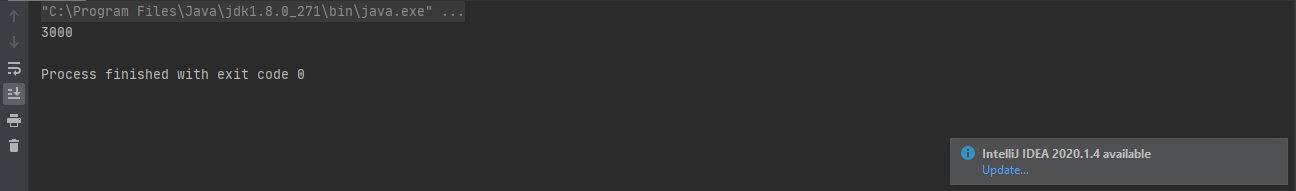 "C:\Program Files\Java\jdk1.8.0_271\bin\java.exe" ...
3000
Process finished with exit code 0
IntelliJ IDEA 2020.1.4 available
Update...